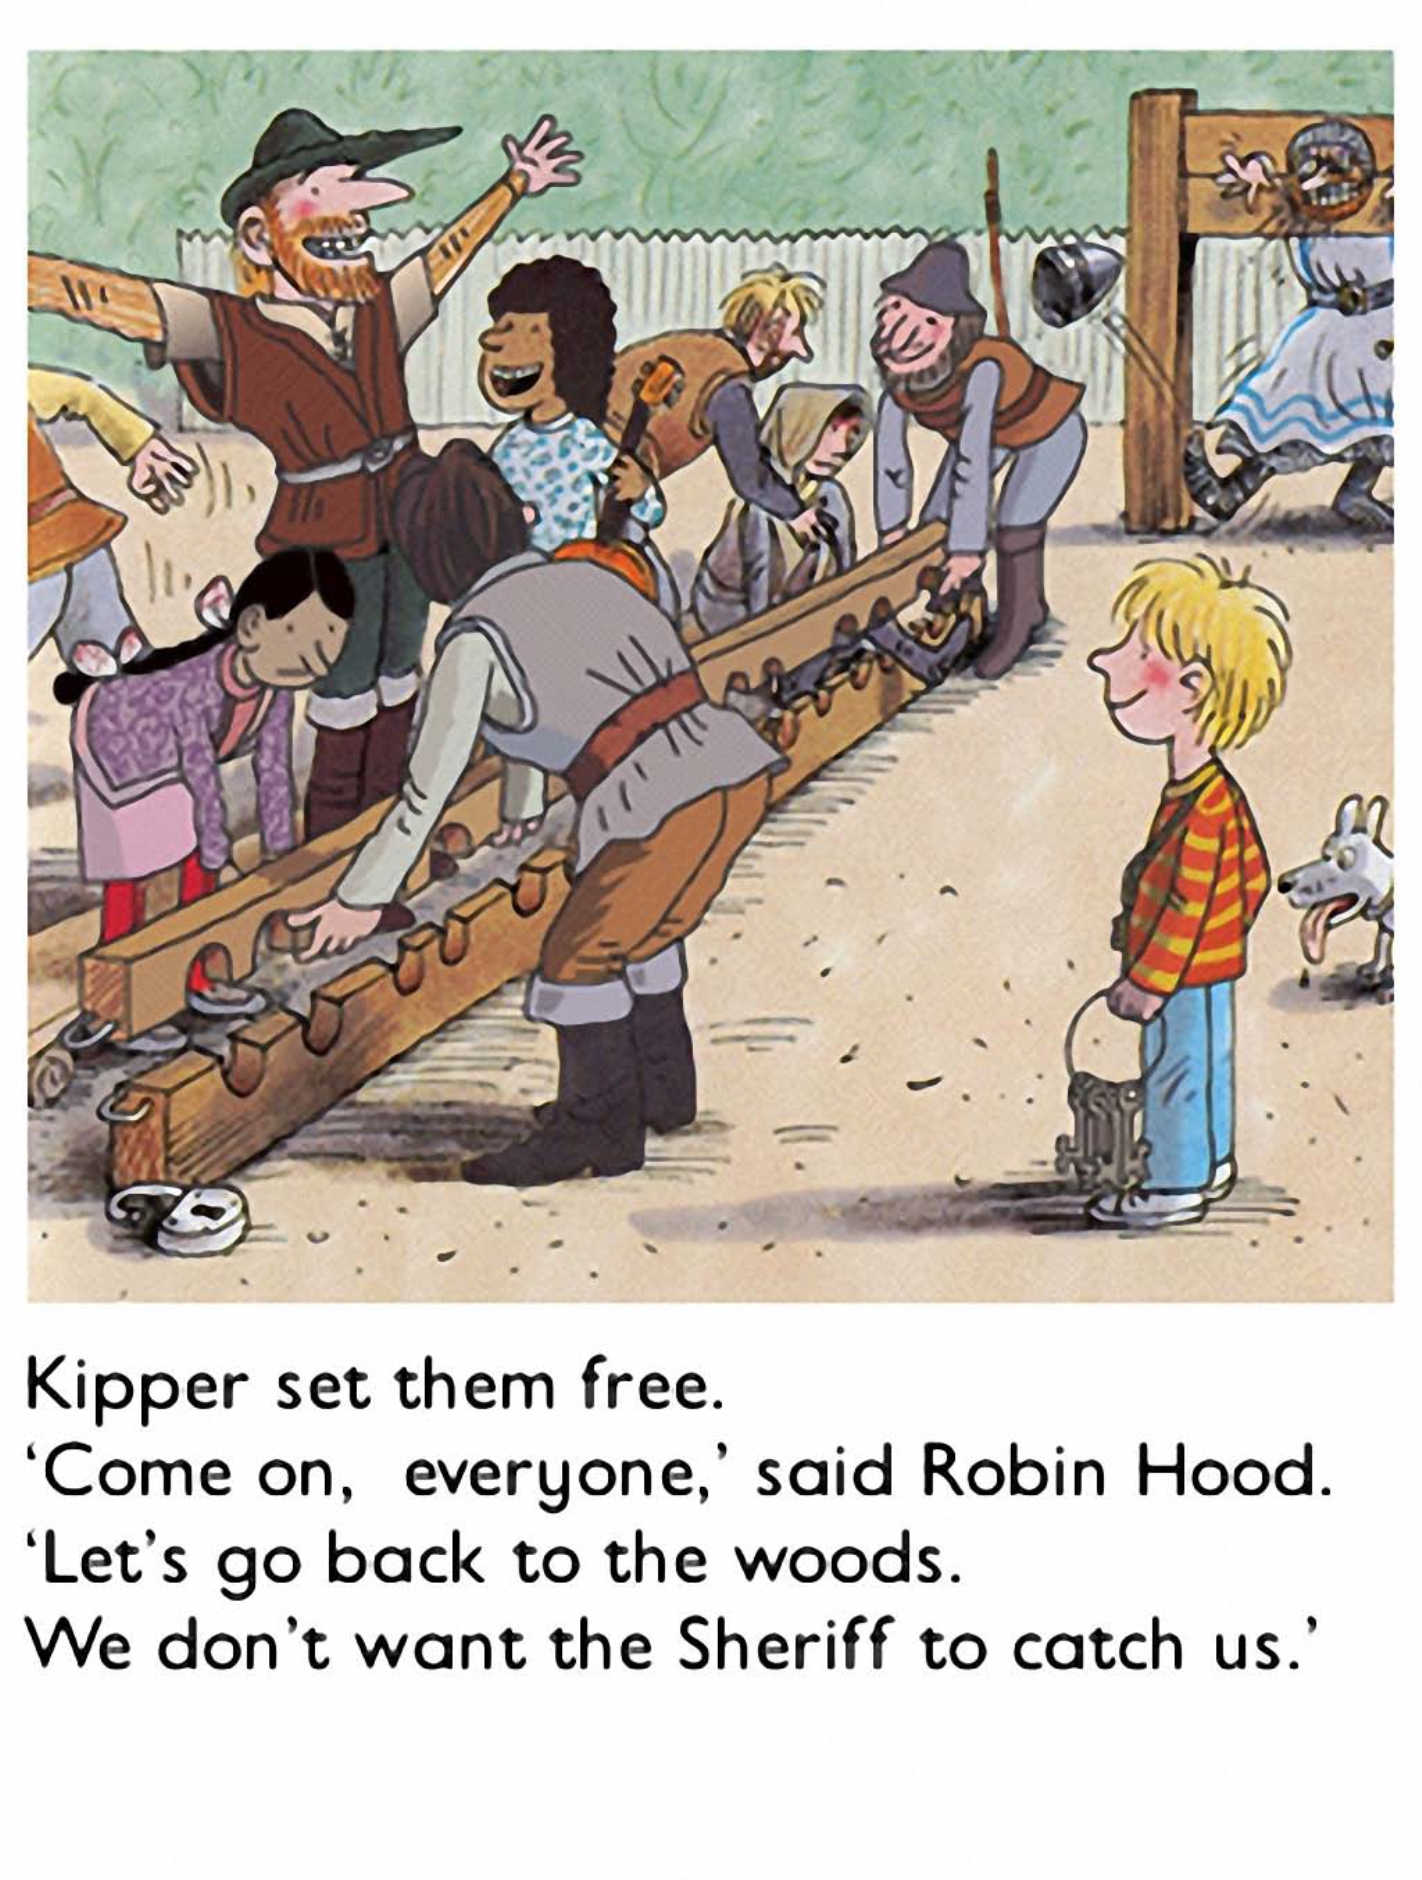 Kipper set them free.
‘Come on, everyone,’ said Robin Hood.
‘Let’s go back to the woods.
We don’t want the Sheriff to catch us.’